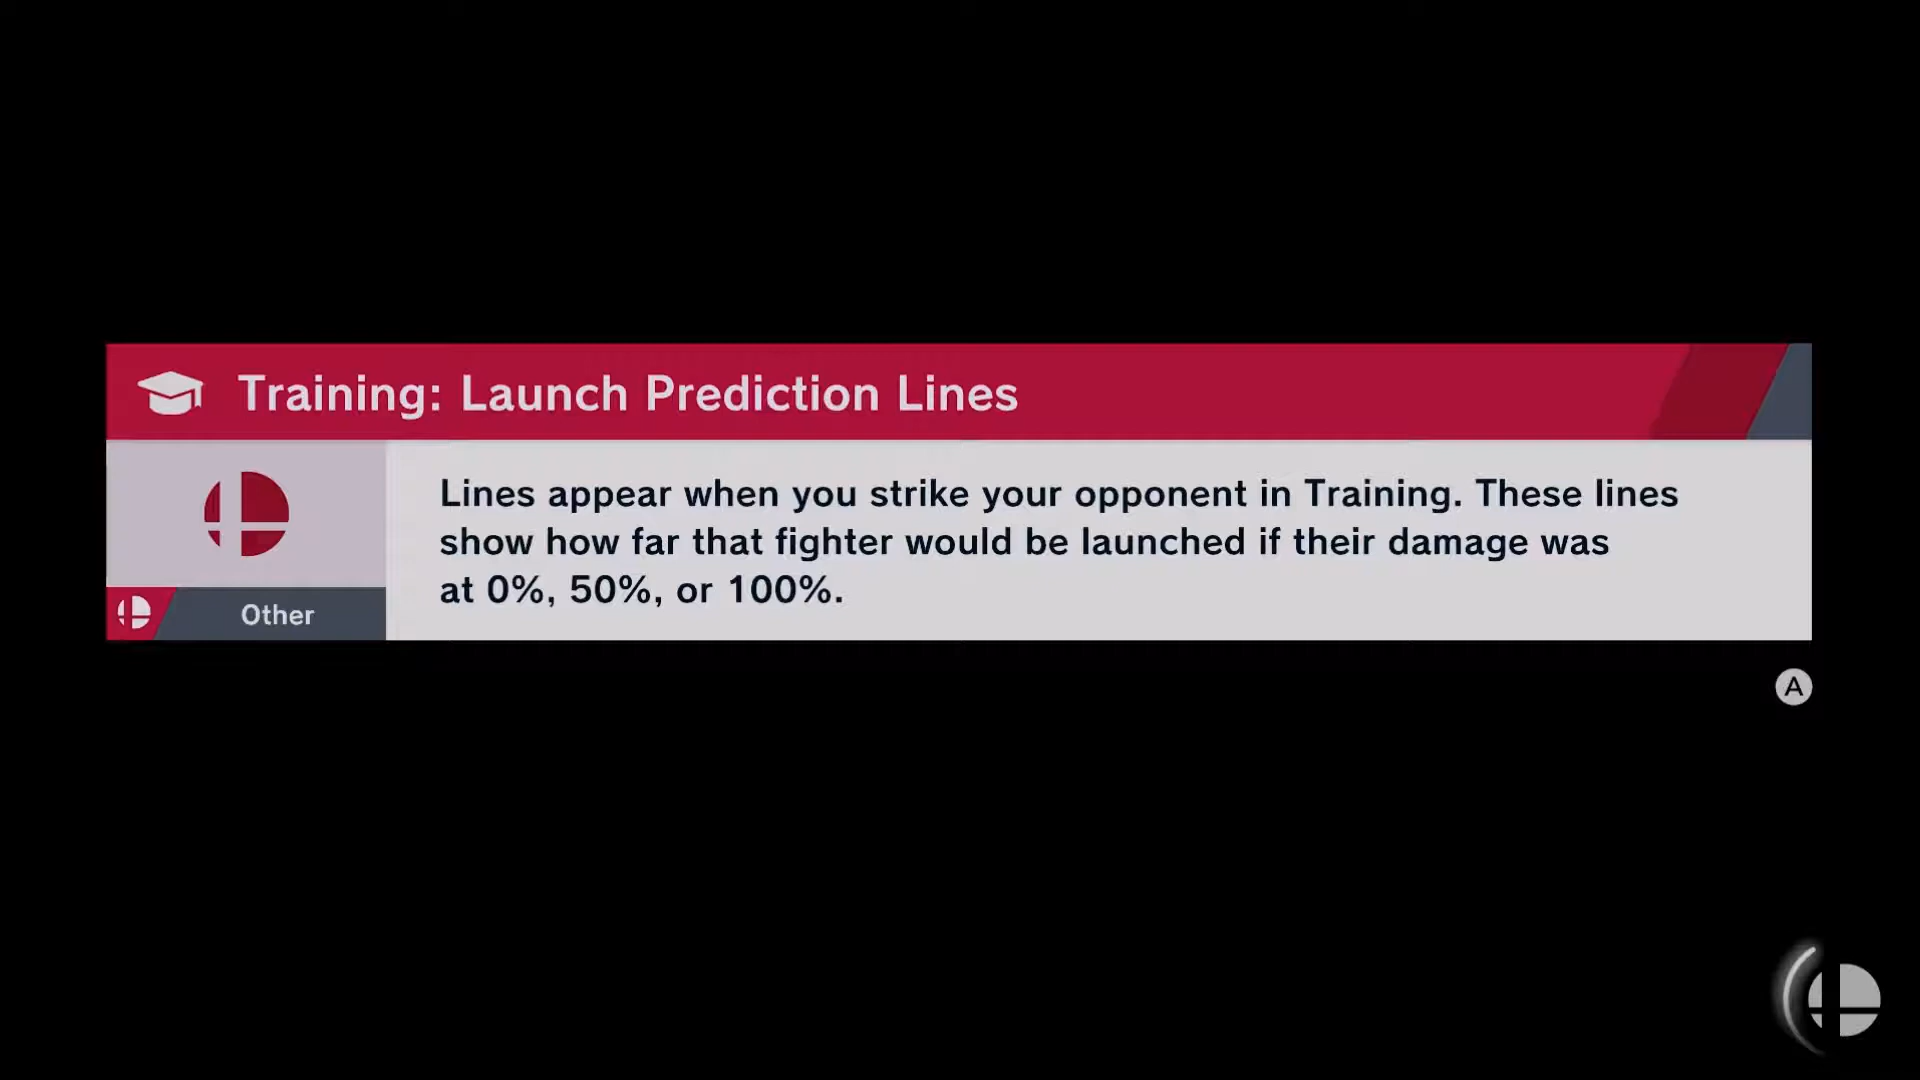 Training: Launch Prediction Lines
Lines appear when you strike your opponent in Training. These lines
show how far that fighter would be launched if their damage was
at 0%, 50%, or 100%.
Other
A